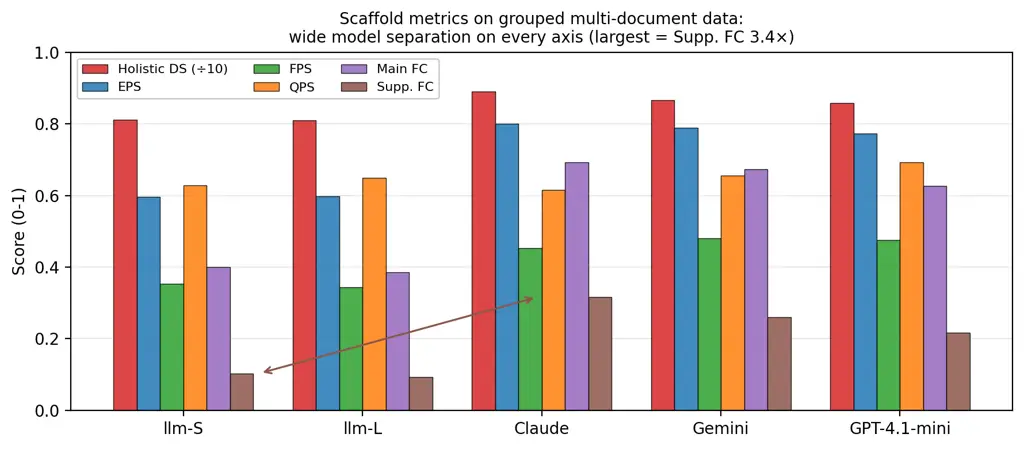 Scaffold metrics on grouped multi-document data:
wide model separation on every axis (largest = Supp. FC 3.4×)
Holistic DS (÷10)
EPS
FPS
QPS
Main FC
Supp. FC
Score (0-1)
1.0
0.8
0.6
0.4
0.2
0.0
llm-S
llm-L
Claude
Gemini
GPT-4.1-mini